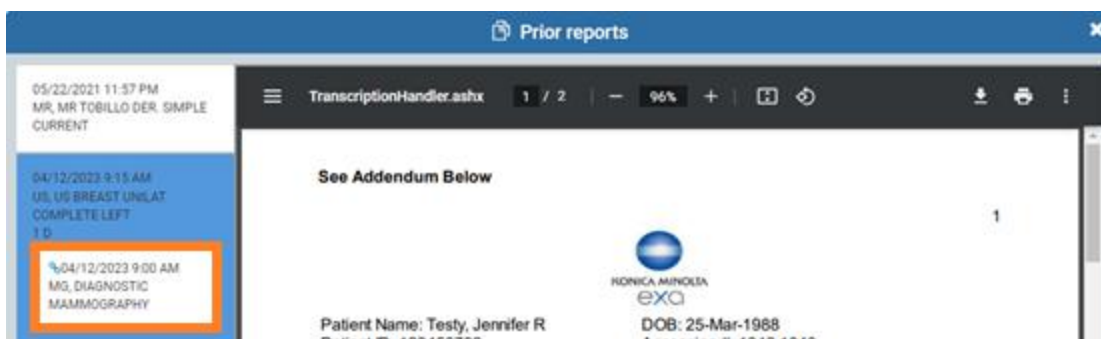 Prior reports
05/22/2021 11:57 PM
MR, MR TOBILLO DER. SIMPLE
CURRENT
04/12/2023 9:15 AM
US, US BREAST UNILAT
COMPLETE LEFT
1 D
04/12/2023 9:00 AM
MG, DIAGNOSTIC
MAMMOGRAPHY
TranscriptionHandler.ashx 1 / 2 | − 96% + |
See Addendum Below
1
KONICA MINOLTA
exa
Patient Name: Testy, Jennifer R DOB: 25-Mar-1988